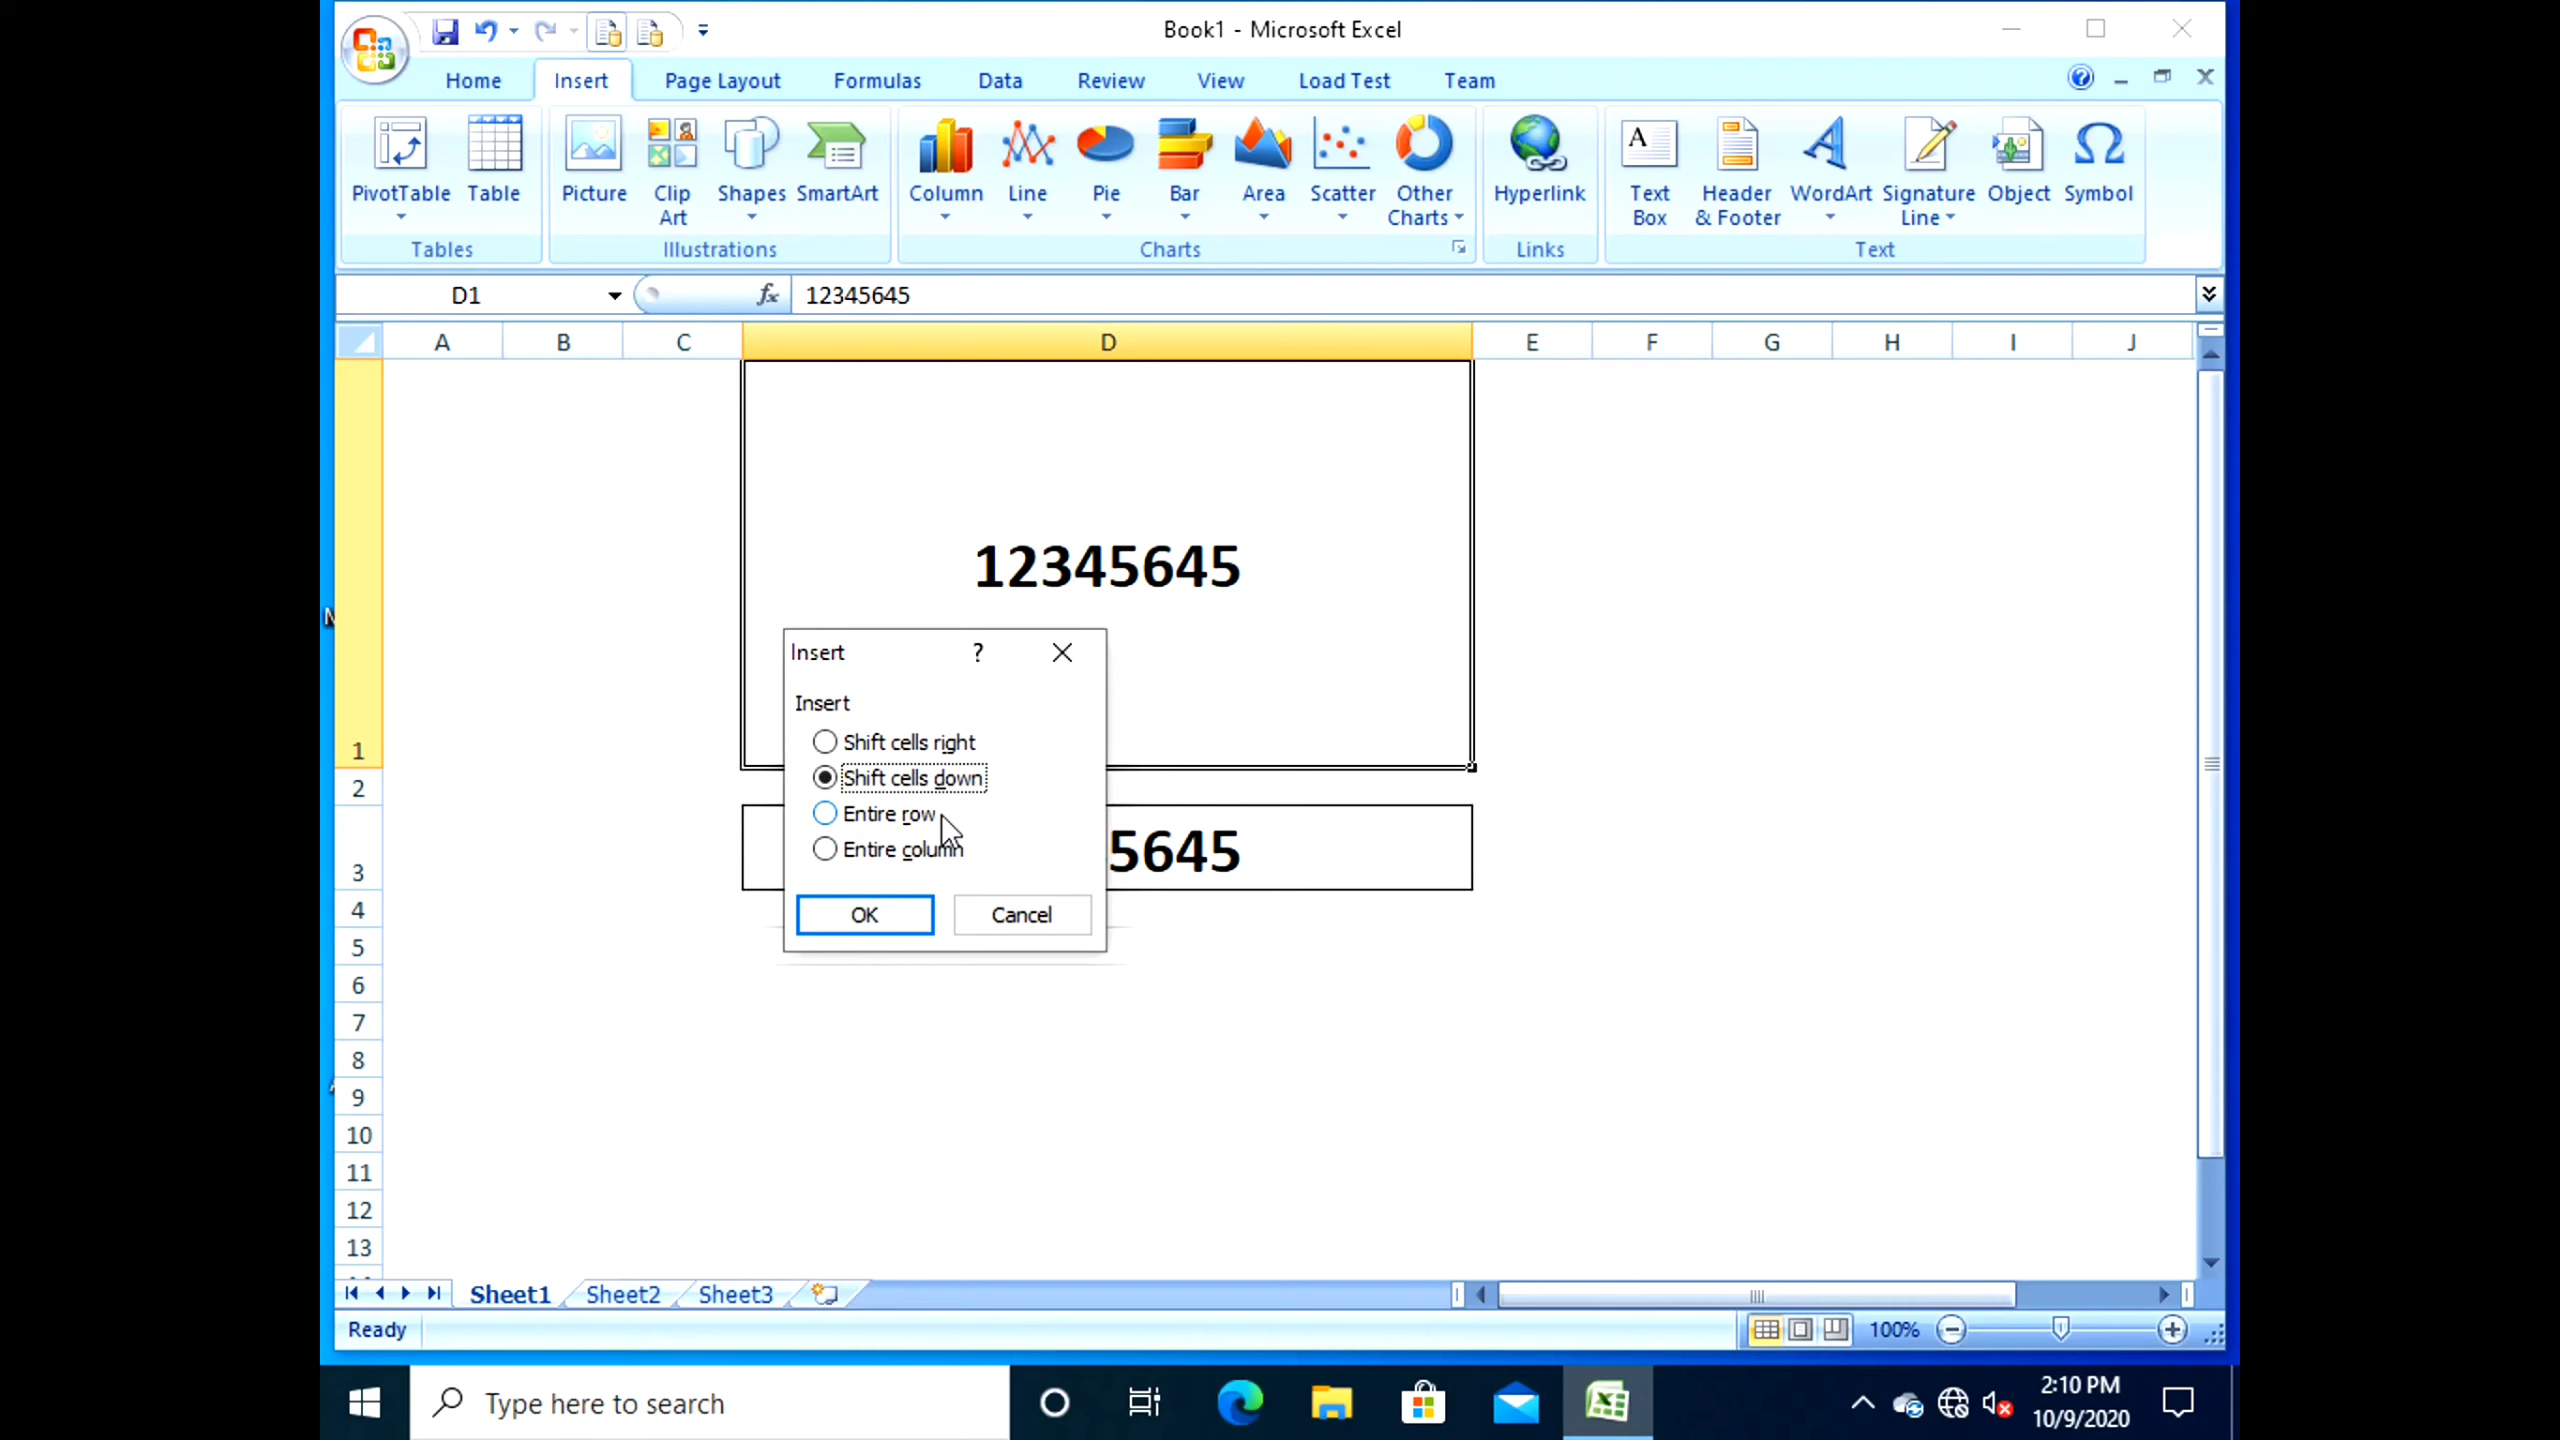 Book1 - Microsoft Excel
Home Insert Page Layout Formulas Data Review View Load Test Team
PivotTable Table Picture Clip Art Shapes SmartArt Column Line Pie Bar Area Scatter Other Charts Hyperlink Text Box Header & Footer WordArt Signature Line Object Symbol
Tables Illustrations Charts Links Text
D1 fx 12345645
A B C D E F G H I J
12345645
Insert ?
Insert
Shift cells right
1
Shift cells down
2
Entire row
Entire column
5645
3
OK Cancel
4
5
6
7
8
9
10
11
12
13
Sheet1 Sheet2 Sheet3
Ready 100%
Type here to search
2:10 PM
10/9/2020